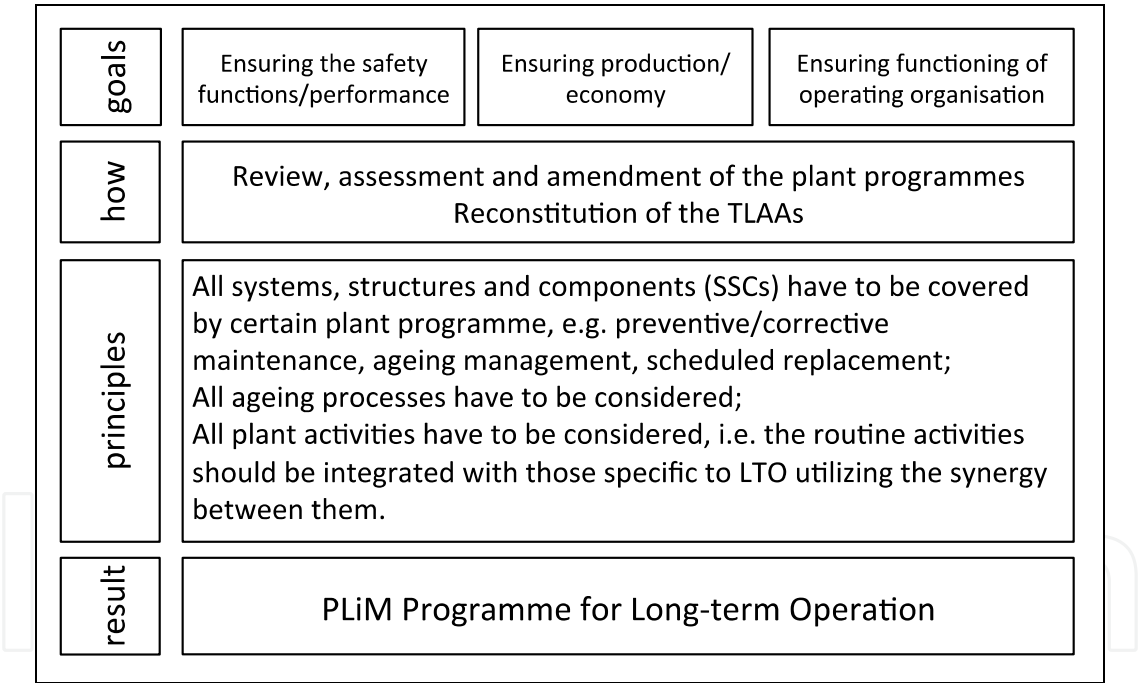 goals
Ensuring the safety
functions/performance
Ensuring production/
economy
Ensuring functioning of
operating organisation
how
Review, assessment and amendment of the plant programmes
Reconstitution of the TLAAs
principles
All systems, structures and components (SSCs) have to be covered
by certain plant programme, e.g. preventive/corrective
maintenance, ageing management, scheduled replacement;
All ageing processes have to be considered;
All plant activities have to be considered, i.e. the routine activities
should be integrated with those specific to LTO utilizing the synergy
between them.
result
PLiM Programme for Long-term Operation